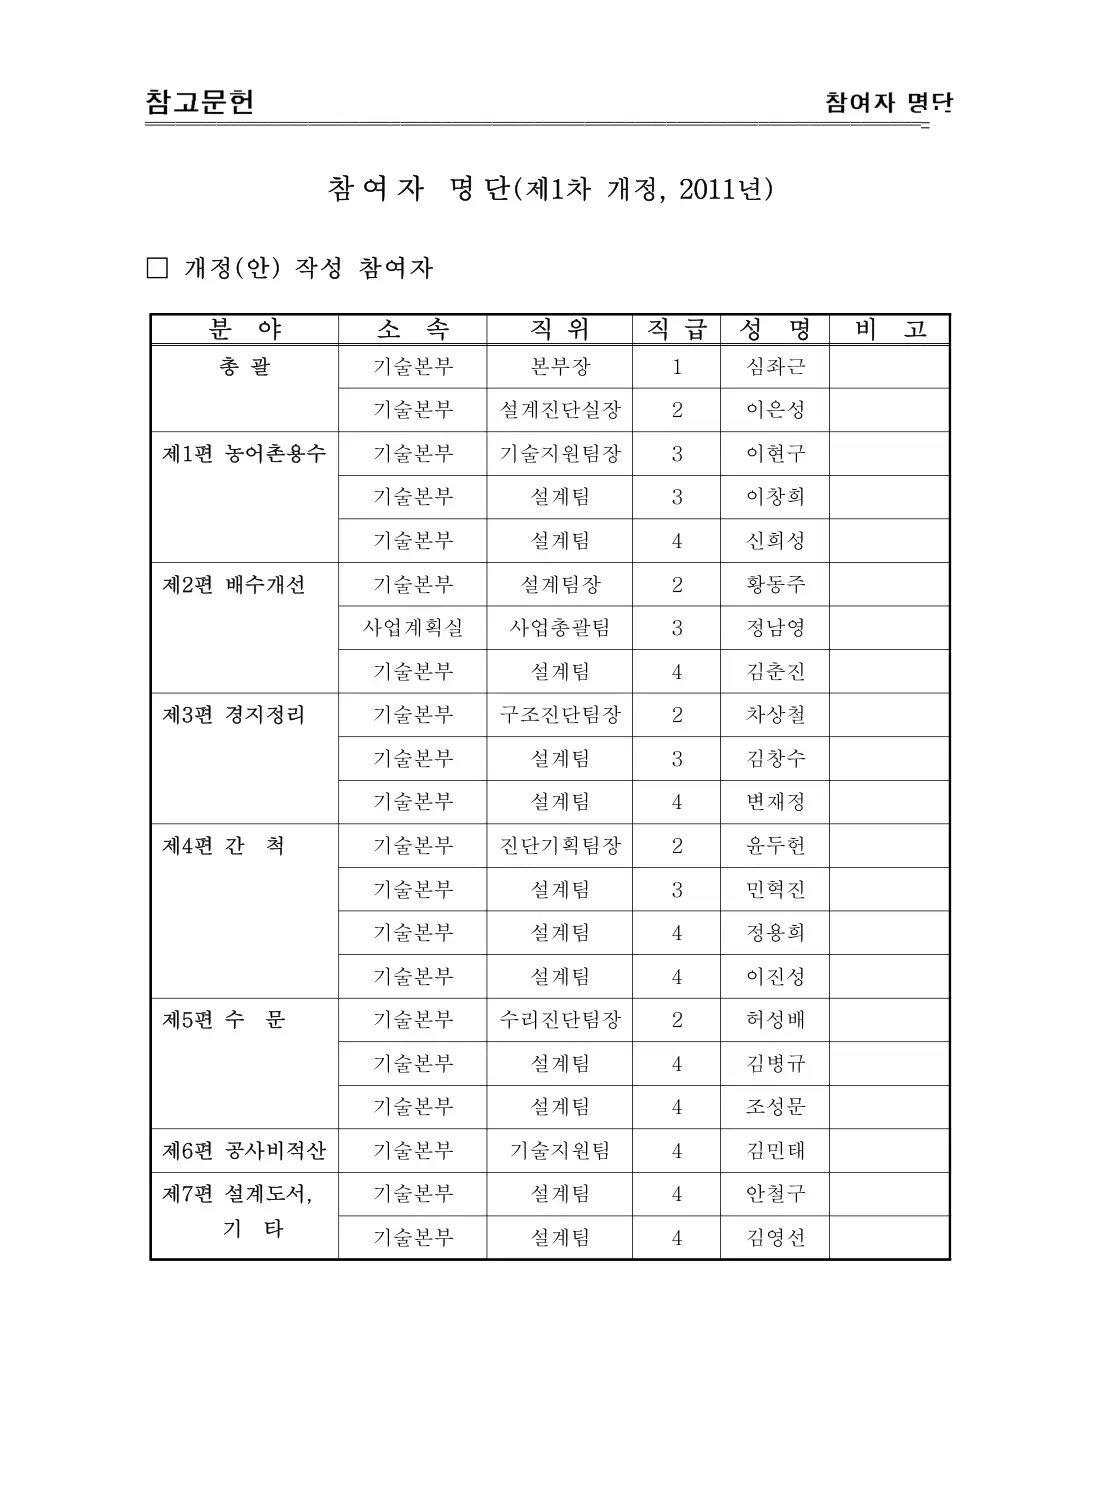 참고문헌 참여자 명단
참여자 명단(제1차 개정, 2011년)
□ 개정(안) 작성 참여자
분 야 소 속 직 위 직 급 성 명 비 고
총 괄 기술본부 본부장 1 심좌근
기술본부 설계진단실장 2 이은성
제1편 농어촌용수 기술본부 기술지원팀장 3 이현구
기술본부 설계팀 3 이창희
기술본부 설계팀 4 신희성
제2편 배수개선 기술본부 설계팀장 2 황동주
사업계획실 사업총괄팀 3 정남영
기술본부 설계팀 4 김춘진
제3편 경지정리 기술본부 구조진단팀장 2 차상철
기술본부 설계팀 3 김창수
기술본부 설계팀 4 변재정
제4편 간 척 기술본부 진단기획팀장 2 윤두헌
기술본부 설계팀 3 민혁진
기술본부 설계팀 4 정용희
기술본부 설계팀 4 이진성
제5편 수 문 기술본부 수리진단팀장 2 허성배
기술본부 설계팀 4 김병규
기술본부 설계팀 4 조성문
제6편 공사비적산 기술본부 기술지원팀 4 김민태
제7편 설계도서, 기술본부 설계팀 4 안철구
기 타 기술본부 설계팀 4 김영선